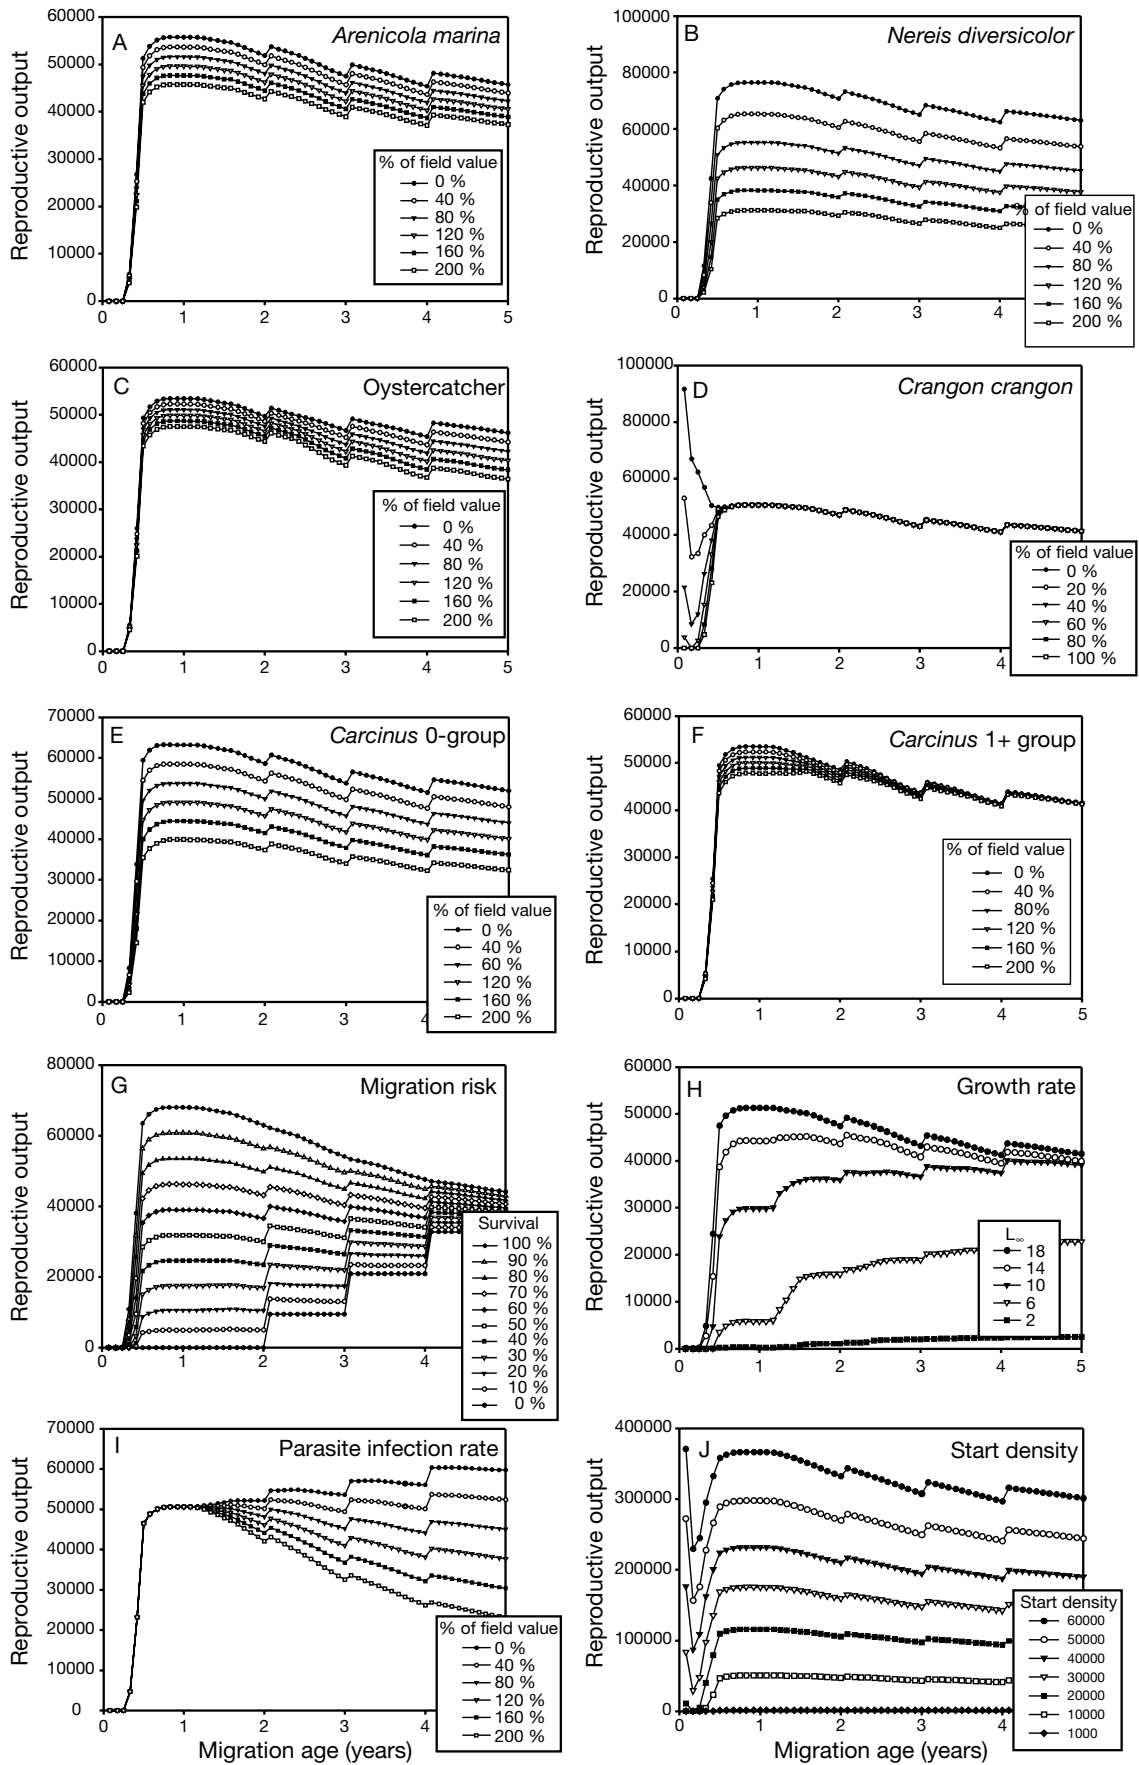 A
Arenicola marina
Reproductive output
60000
50000
40000
30000
20000
10000
0
0 1 2 3 4 5
% of field value
0 %
40 %
80 %
120 %
160 %
200 %
B
Nereis diversicolor
Reproductive output
100000
80000
60000
40000
20000
0
0 1 2 3 4
% of field value
0 %
40 %
80 %
120 %
160 %
200 %
C
Oystercatcher
Reproductive output
60000
50000
40000
30000
20000
10000
0
0 1 2 3 4 5
% of field value
0 %
40 %
80 %
120 %
160 %
200 %
D
Crangon crangon
Reproductive output
100000
80000
60000
40000
20000
0
0 1 2 3 4
% of field value
0 %
20 %
40 %
60 %
80 %
100 %
E
Carcinus 0-group
Reproductive output
70000
60000
50000
40000
30000
20000
10000
0
0 1 2 3 4
% of field value
0 %
40 %
60 %
120 %
160 %
200 %
F
Carcinus 1+ group
Reproductive output
60000
50000
40000
30000
20000
10000
0
0 1 2 3 4 5
% of field value
0 %
40 %
80%
120 %
160 %
200 %
G
Migration risk
Reproductive output
80000
60000
40000
20000
0
0 1 2 3 4
Survival
100 %
90 %
80 %
70 %
60 %
50 %
40 %
30 %
20 %
10 %
0 %
H
Growth rate
Reproductive output
60000
50000
40000
30000
20000
10000
0
0 1 2 3 4 5
L∞
18
14
10
6
2
I
Parasite infection rate
Reproductive output
70000
60000
50000
40000
30000
20000
10000
0
0 1 2 3 4
Migration age (years)
% of field value
0 %
40 %
80 %
120 %
160 %
200 %
J
Start density
Reproductive output
400000
300000
200000
100000
0
0 1 2 3 4
Migration age (years)
Start density
60000
50000
40000
30000
20000
10000
1000